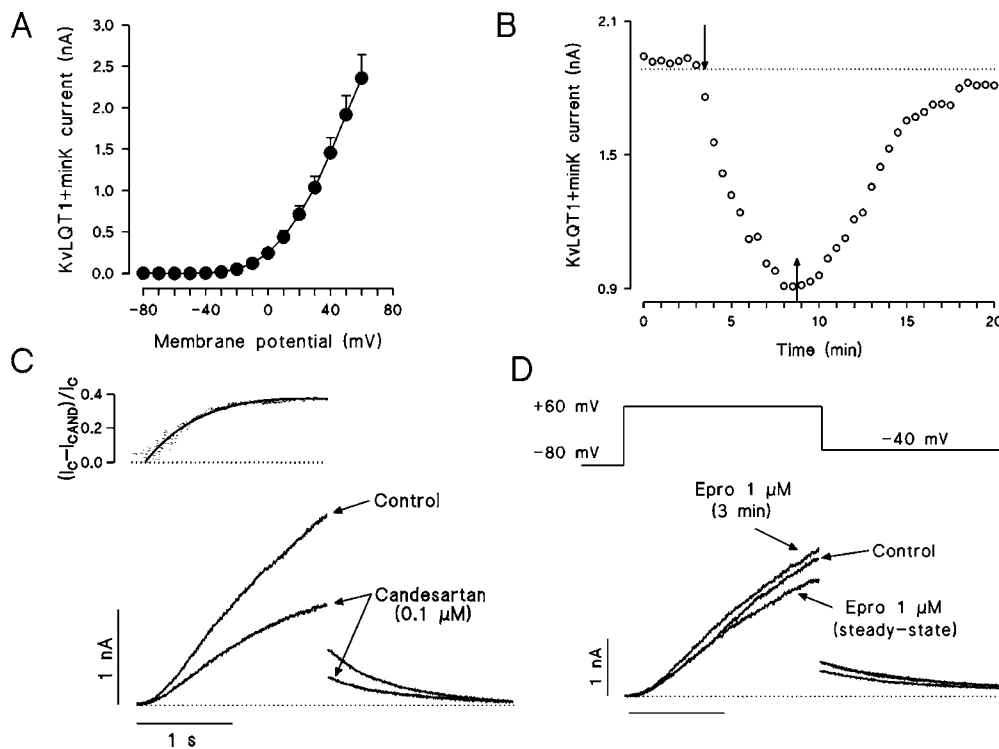 A
KvLQT1+minK current (nA)
3.0
2.5
2.0
1.5
1.0
0.5
0.0
−80
−40
0
40
80
Membrane potential (mV)
B
KvLQT1+minK current (nA)
2.1
1.5
0.9
0
5
10
15
20
Time (min)
C
(IC−ICAND)/IC
0.4
0.2
0.0
Control
Candesartan
(0.1 µM)
1 nA
1 s
D
+60 mV
−80 mV
−40 mV
Epro 1 µM
(3 min)
Control
Epro 1 µM
(steady−state)
1 nA